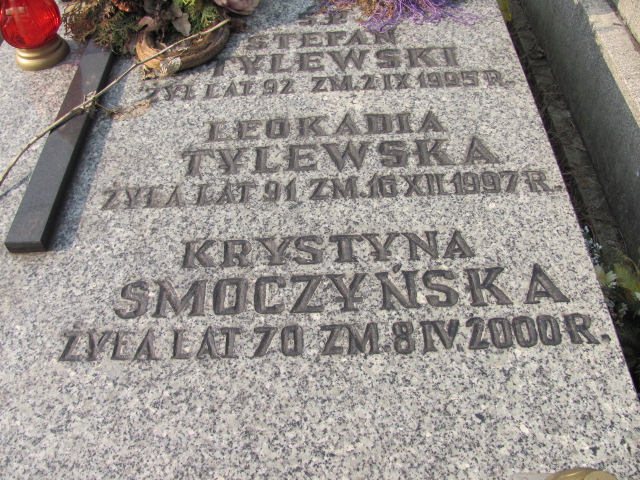 STEFAN
TYLEWSKI
ŻYŁ LAT 92 ZM. 2 IX 1995 R.
LEOKADIA
TYLEWSKA
ŻYŁA LAT 91 ZM. 16 XII. 1997 R.
KRYSTYNA
SMOCZYŃSKA
ŻYŁA LAT 70 ZM. 8 IV. 2000 R.